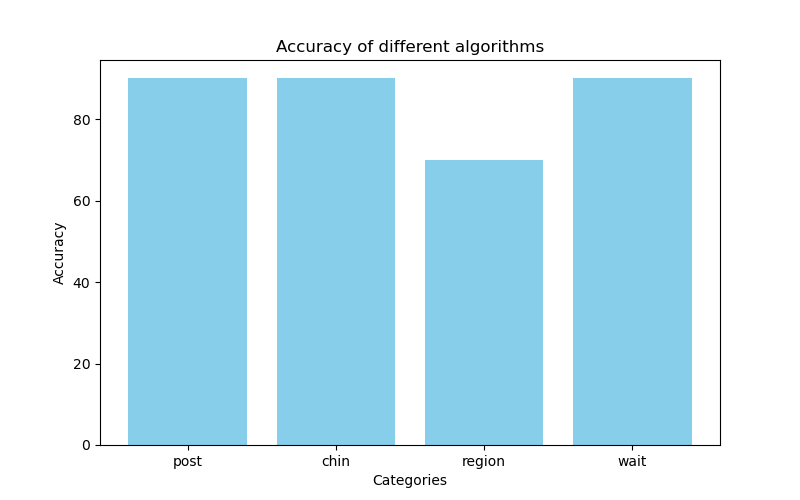 Accuracy of different algorithms
80
60
40
20
0
Accuracy
post chin region wait
Categories